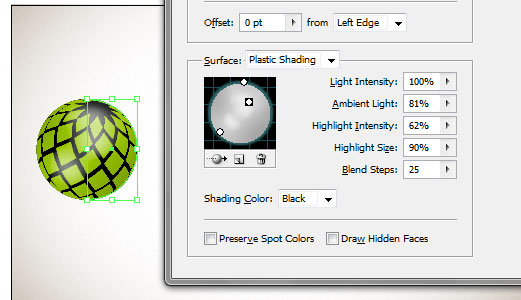 Offset: 0 pt from Left Edge
Surface: Plastic Shading
Light Intensity: 100%
Ambient Light: 81%
Highlight Intensity: 62%
Highlight Size: 90%
Blend Steps: 25
Shading Color: Black
Preserve Spot Colors Draw Hidden Faces